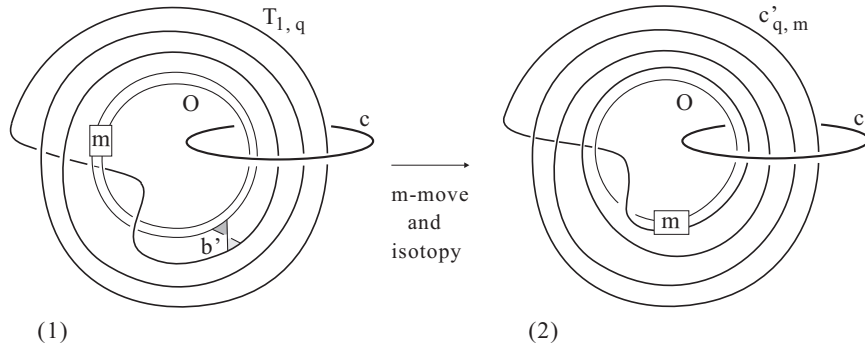 T1, q
O
c
m
b'
(1)
m-move
and
isotopy
c'q, m
O
c
m
(2)